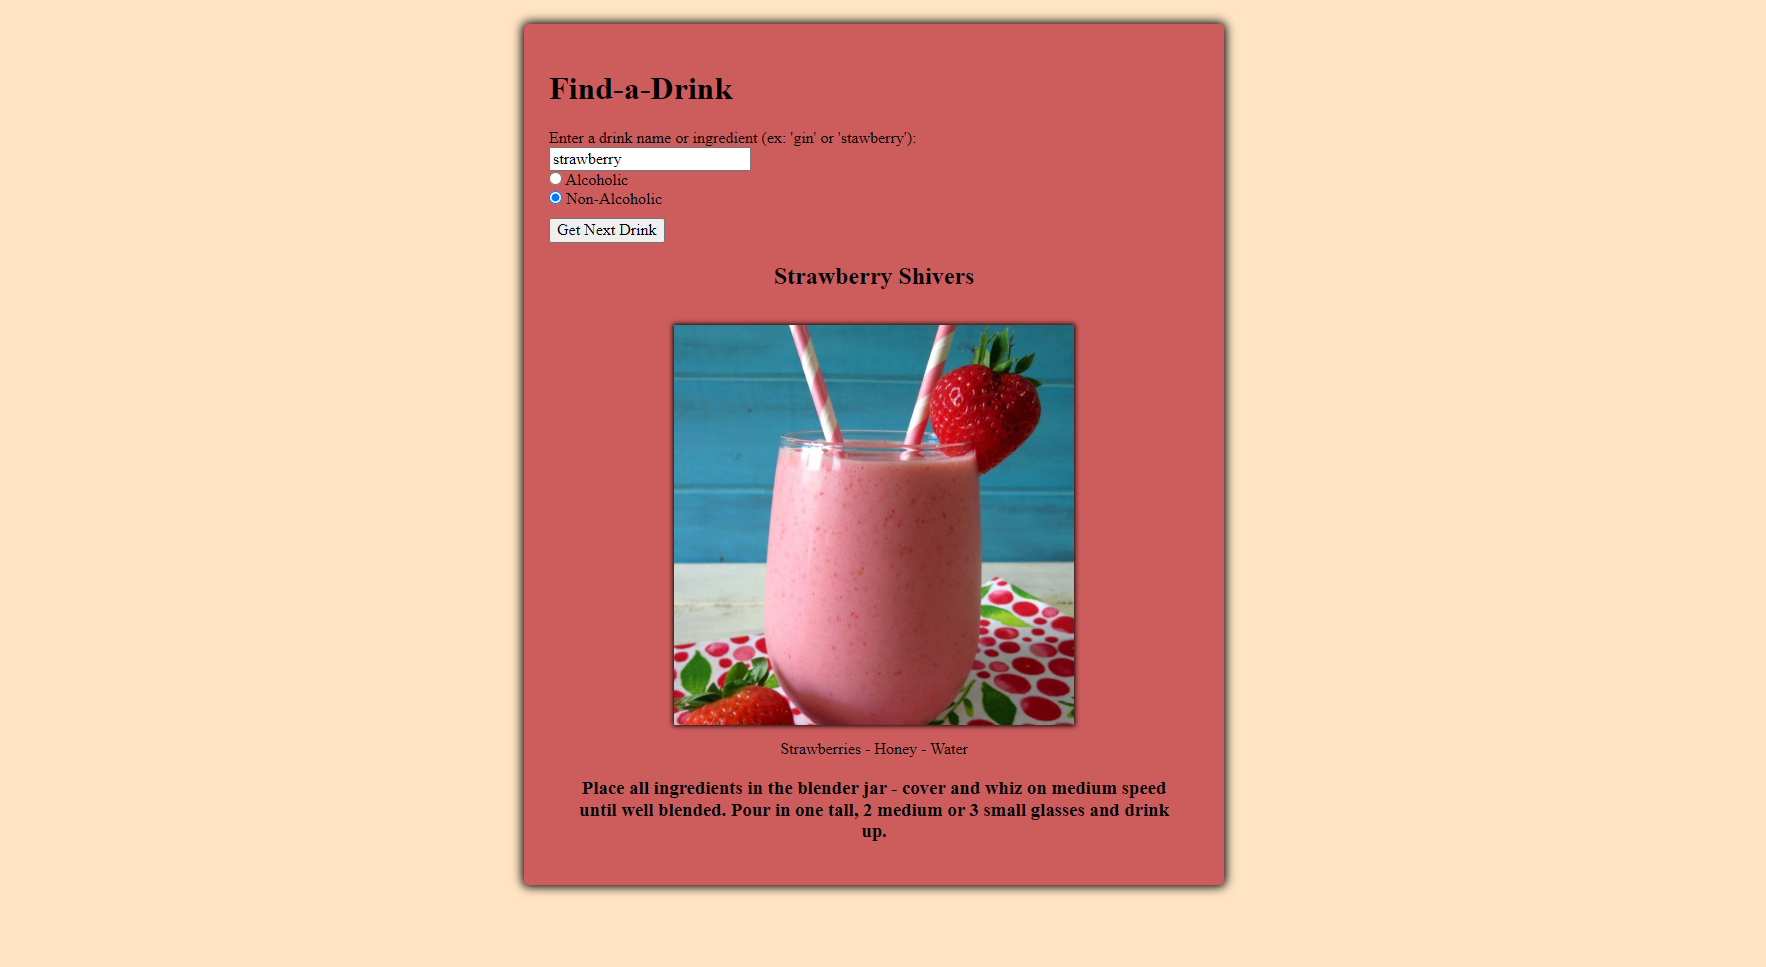 Find-a-Drink
Enter a drink name or ingredient (ex: 'gin' or 'stawberry'):
strawberry
Alcoholic
Non-Alcoholic
Get Next Drink
Strawberry Shivers
Strawberries - Honey - Water
Place all ingredients in the blender jar - cover and whiz on medium speed
until well blended. Pour in one tall, 2 medium or 3 small glasses and drink
up.